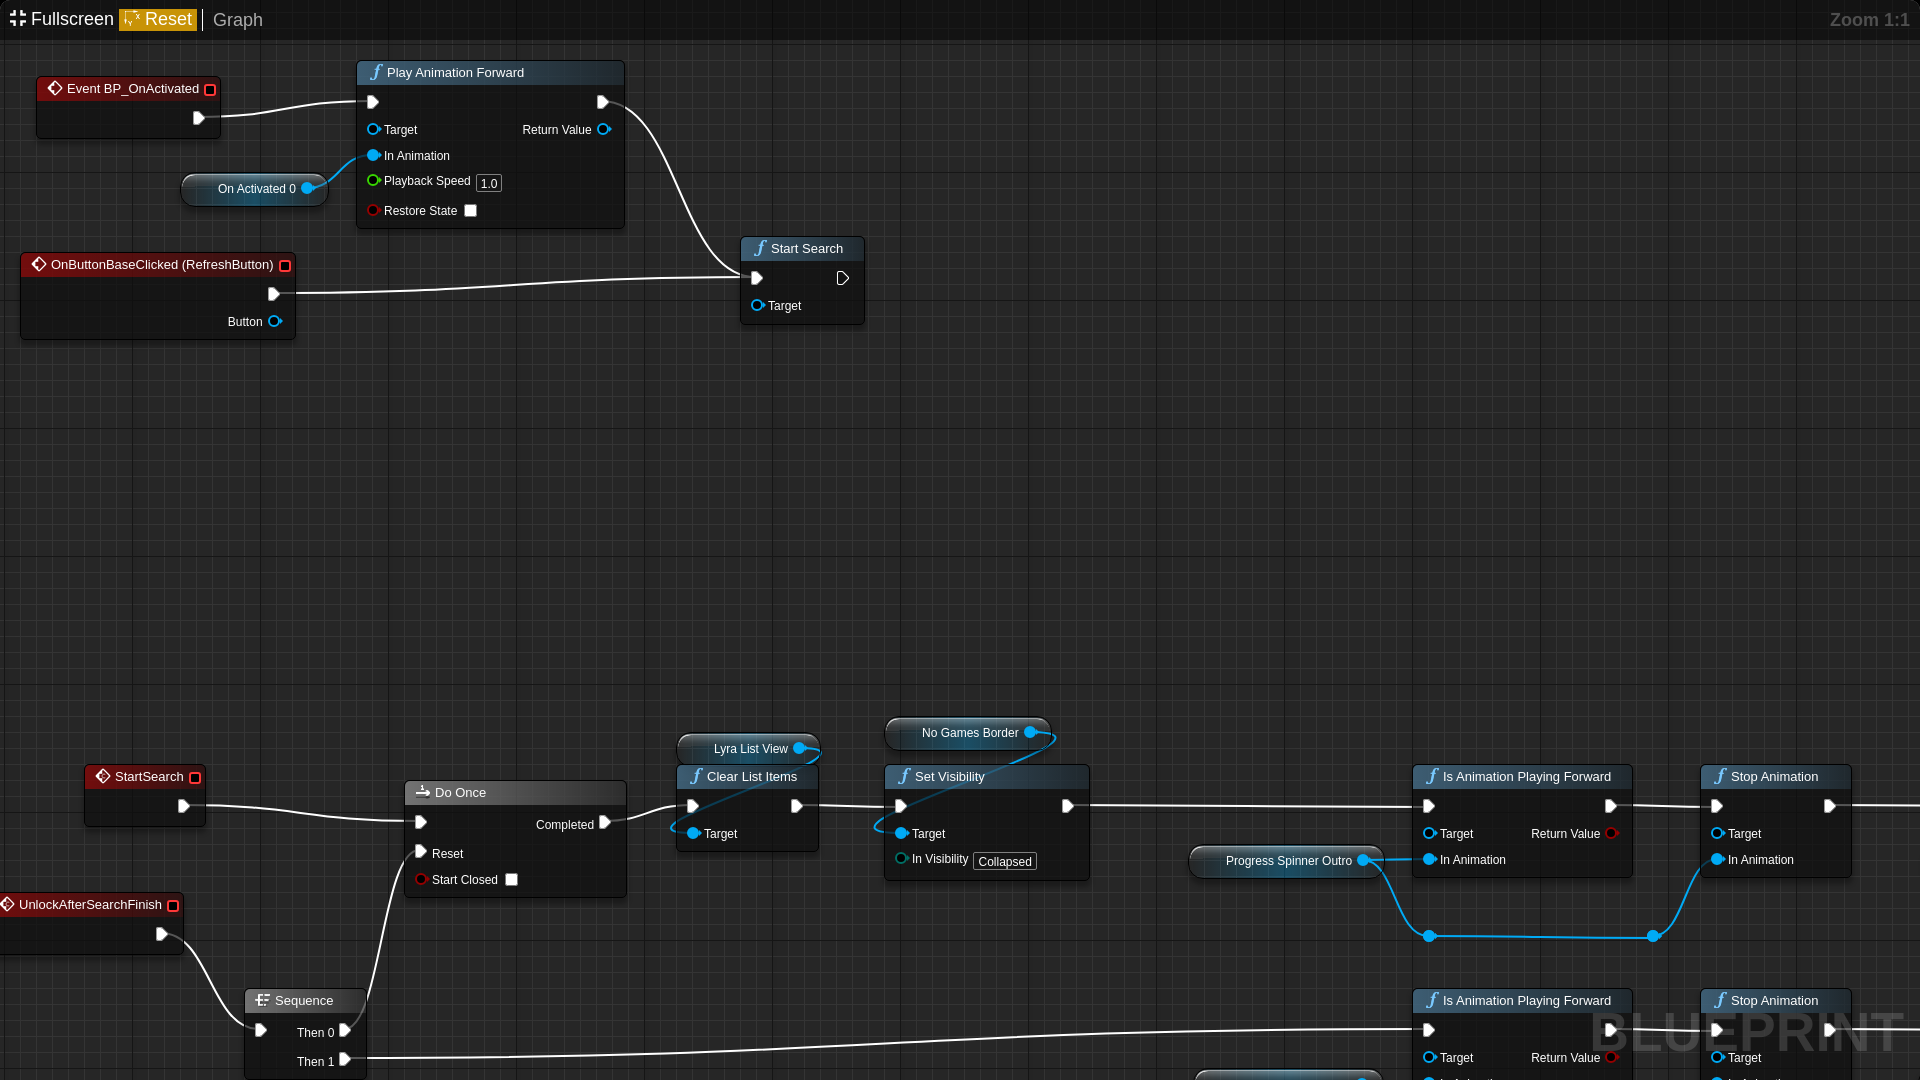 Fullscreen Reset Graph Zoom 1:1
Play Animation Forward
Event BP_OnActivated
Target Return Value
In Animation
Playback Speed 1.0
On Activated 0
Restore State
Start Search
OnButtonBaseClicked (RefreshButton)
Target
Button
No Games Border
Lyra List View
StartSearch
Clear List Items
Set Visibility
Is Animation Playing Forward
Stop Animation
Do Once
Completed
Target
Target
Target Return Value
Target
Reset
In Visibility Collapsed
Progress Spinner Outro
In Animation
In Animation
Start Closed
UnlockAfterSearchFinish
Sequence
Is Animation Playing Forward
Stop Animation
Then 0
BLUEPRINT
Then 1
Target Return Value
Target